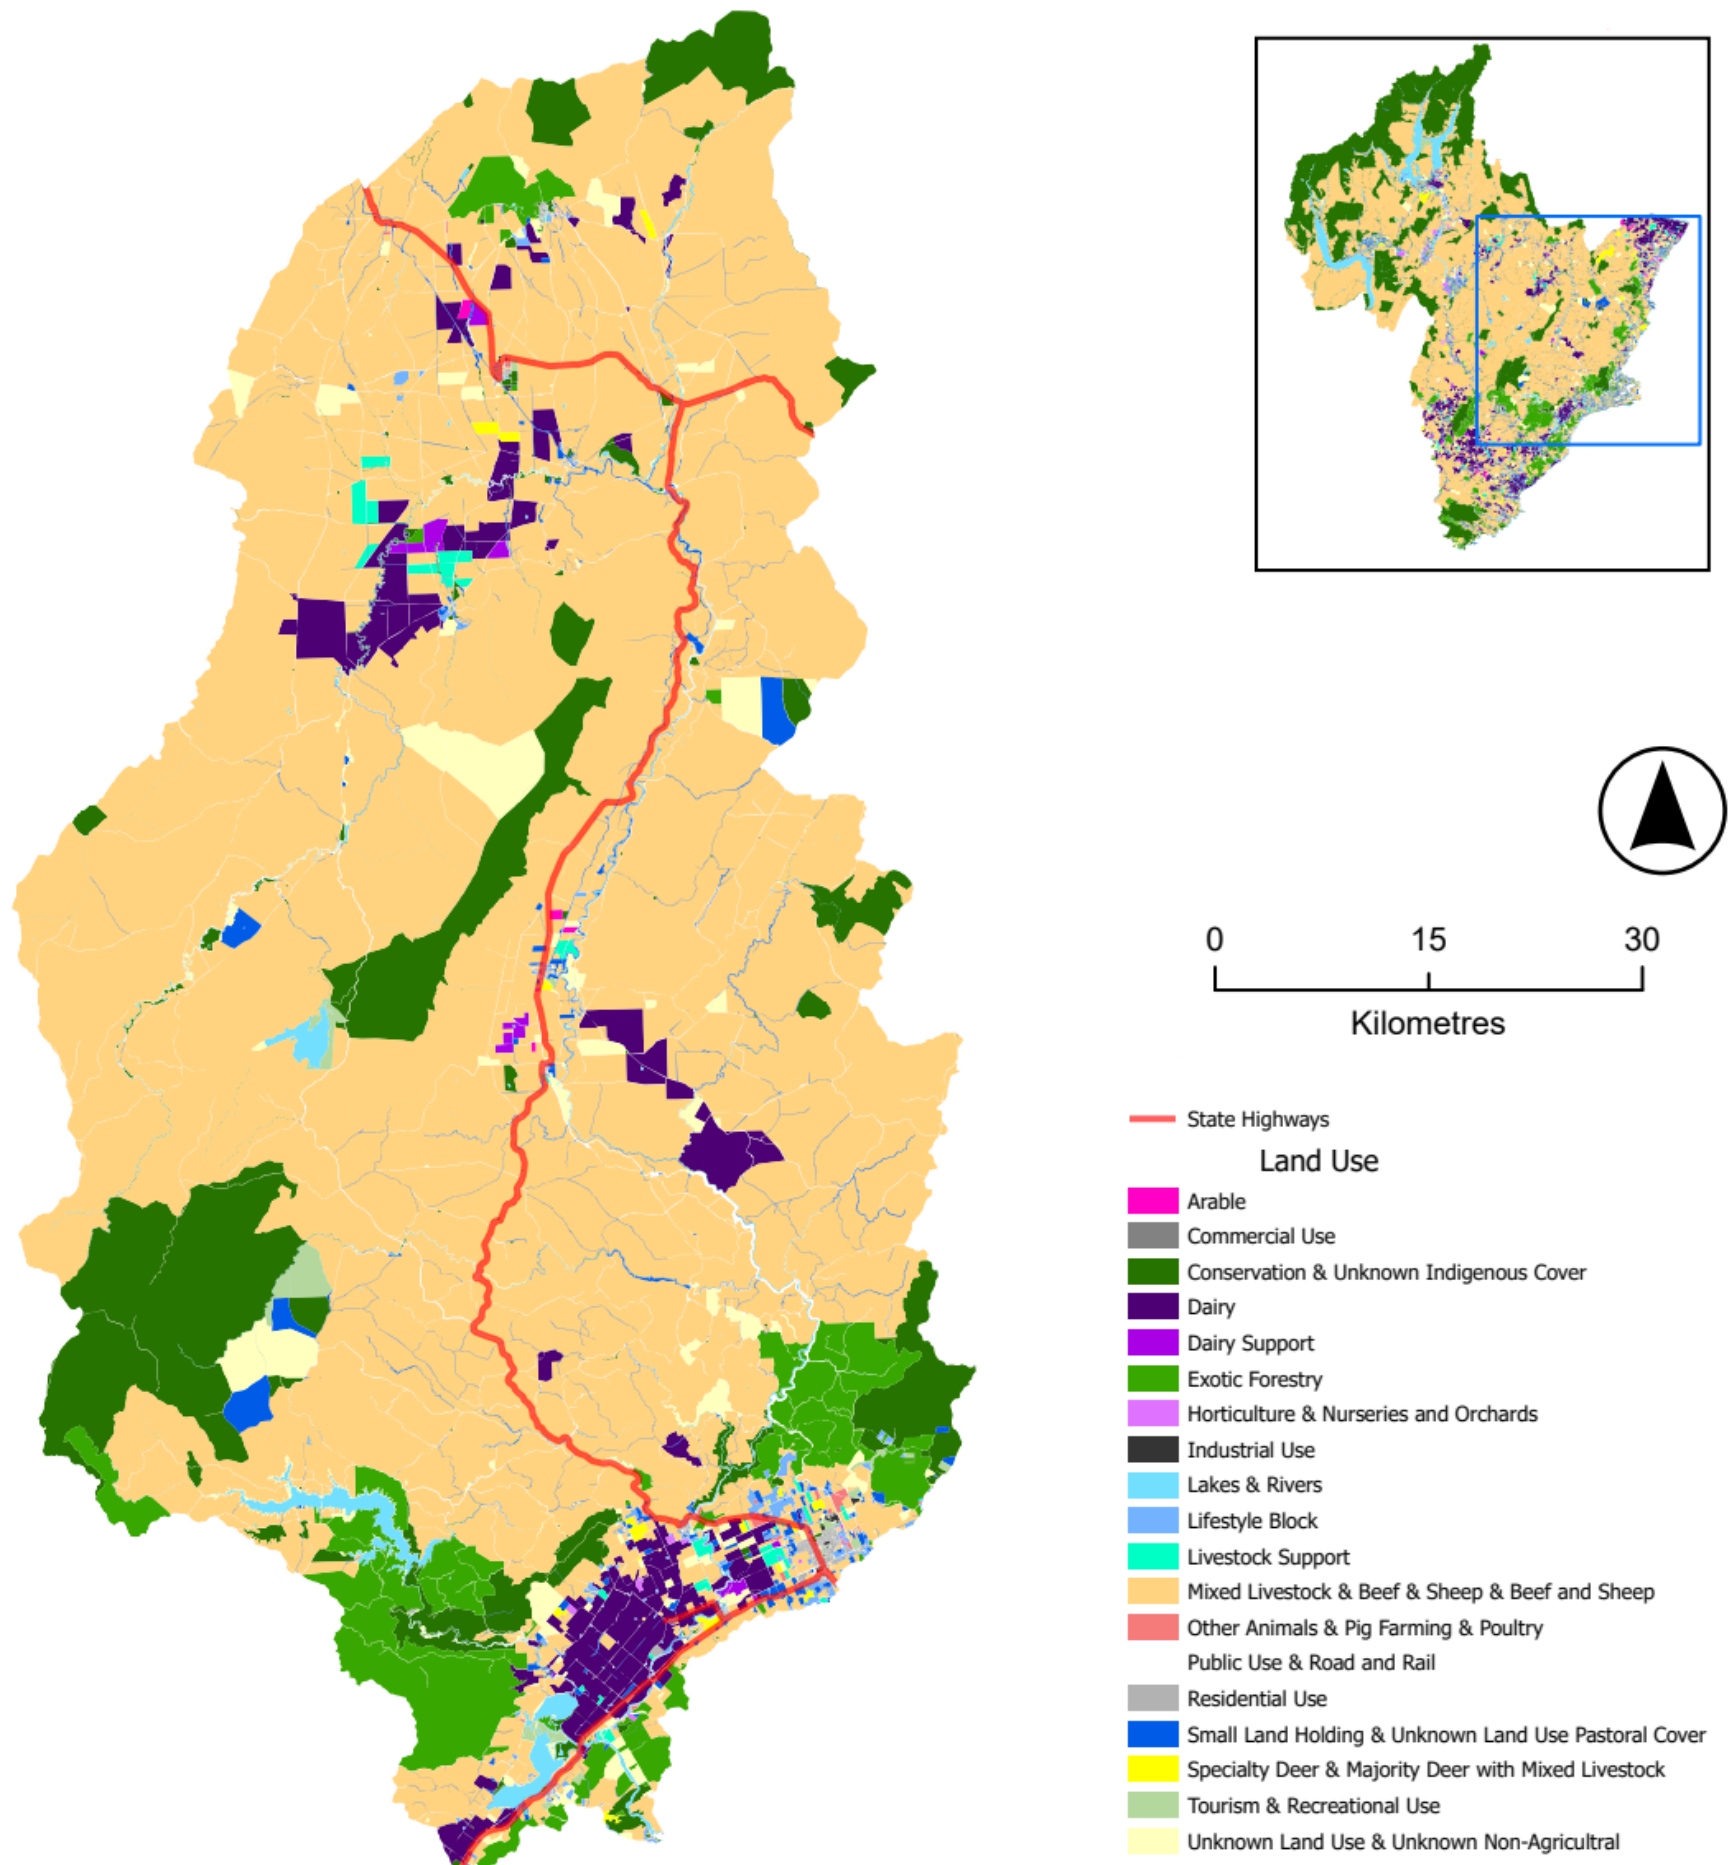 0 15 30
Kilometres
State Highways
Land Use
Arable
Commercial Use
Conservation & Unknown Indigenous Cover
Dairy
Dairy Support
Exotic Forestry
Horticulture & Nurseries and Orchards
Industrial Use
Lakes & Rivers
Lifestyle Block
Livestock Support
Mixed Livestock & Beef & Sheep & Beef and Sheep
Other Animals & Pig Farming & Poultry
Public Use & Road and Rail
Residential Use
Small Land Holding & Unknown Land Use Pastoral Cover
Specialty Deer & Majority Deer with Mixed Livestock
Tourism & Recreational Use
Unknown Land Use & Unknown Non-Agricultral